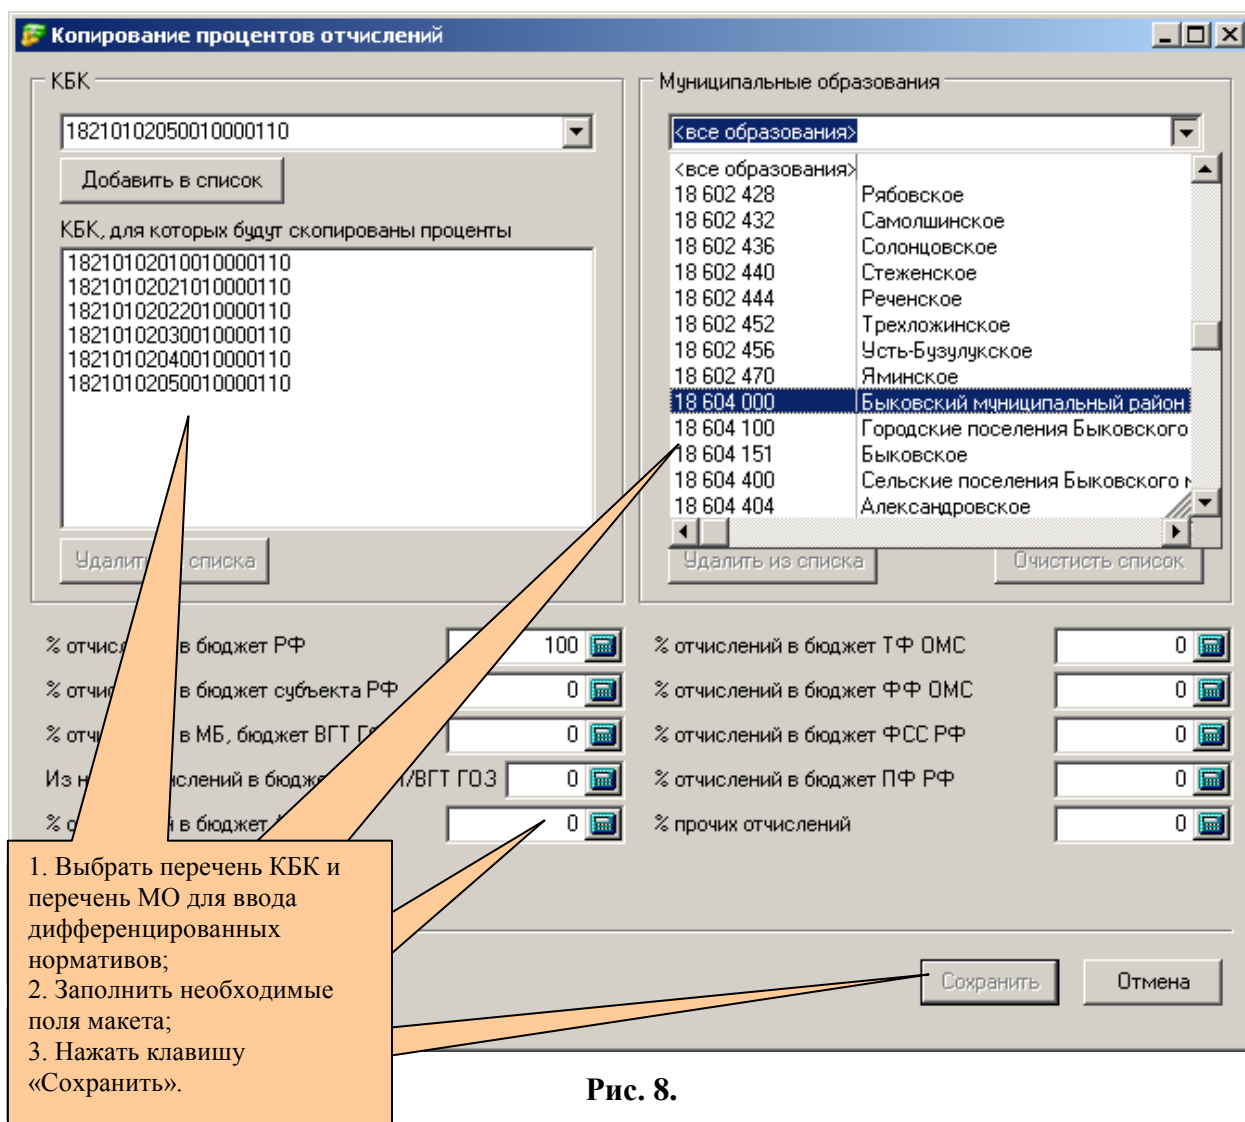 Копирование процентов отчислений
КБК
18210102050010000110
Добавить в список
КБК, для которых будут скопированы проценты
18210102010010000110
18210102021010000110
18210102022010000110
18210102030010000110
18210102040010000110
18210102050010000110
Удалит списка
Муниципальные образования
<все образования>
<все образования>
18 602 428 Рябовское
18 602 432 Самолшинское
18 602 436 Солонцовское
18 602 440 Стеженское
18 602 444 Реченское
18 602 452 Трехложинское
18 602 456 Усть-Бузулукское
18 602 470 Яминское
18 604 000 Быковский муниципальный район
18 604 100 Городские поселения Быковского
18 604 151 Быковское
18 604 400 Сельские поселения Быковского
18 604 404 Александровское
Удалить из списка
Очистисть список
% отчис в бюджет РФ 100
% отчи в бюджет субъекта РФ 0
% отч в МБ, бюджет ВГТ 0
Из н ислений в бюдже /ВГТ ГОЗ 0
% в бюджет 0
% отчислений в бюджет ТФ ОМС 0
% отчислений в бюджет ФФ ОМС 0
% отчислений в бюджет ФСС РФ 0
% отчислений в бюджет ПФ РФ 0
% прочих отчислений 0
1. Выбрать перечень КБК и
перечень МО для ввода
дифференцированных
нормативов;
2. Заполнить необходимые
поля макета;
3. Нажать клавишу
«Сохранить».
Сохранить
Отмена
Рис. 8.